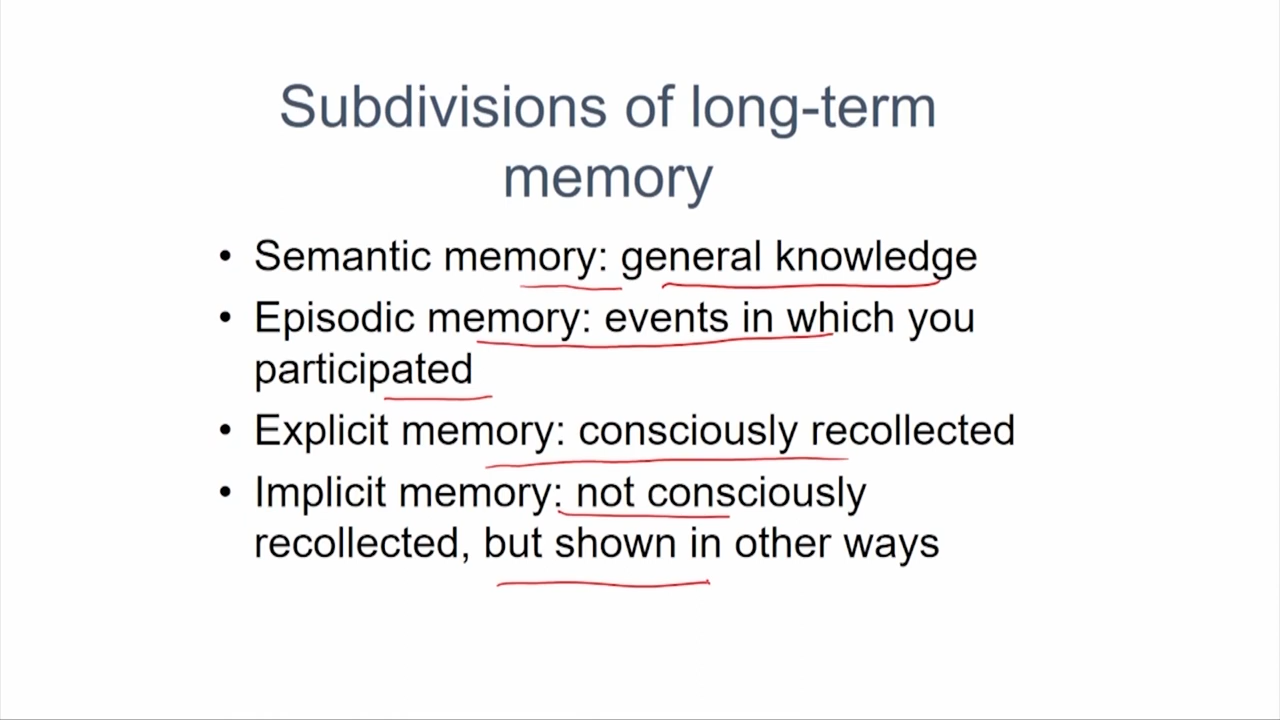 Subdivisions of long-term
memory
• Semantic memory: general knowledge
• Episodic memory: events in which you
participated
• Explicit memory: consciously recollected
• Implicit memory: not consciously
recollected, but shown in other ways